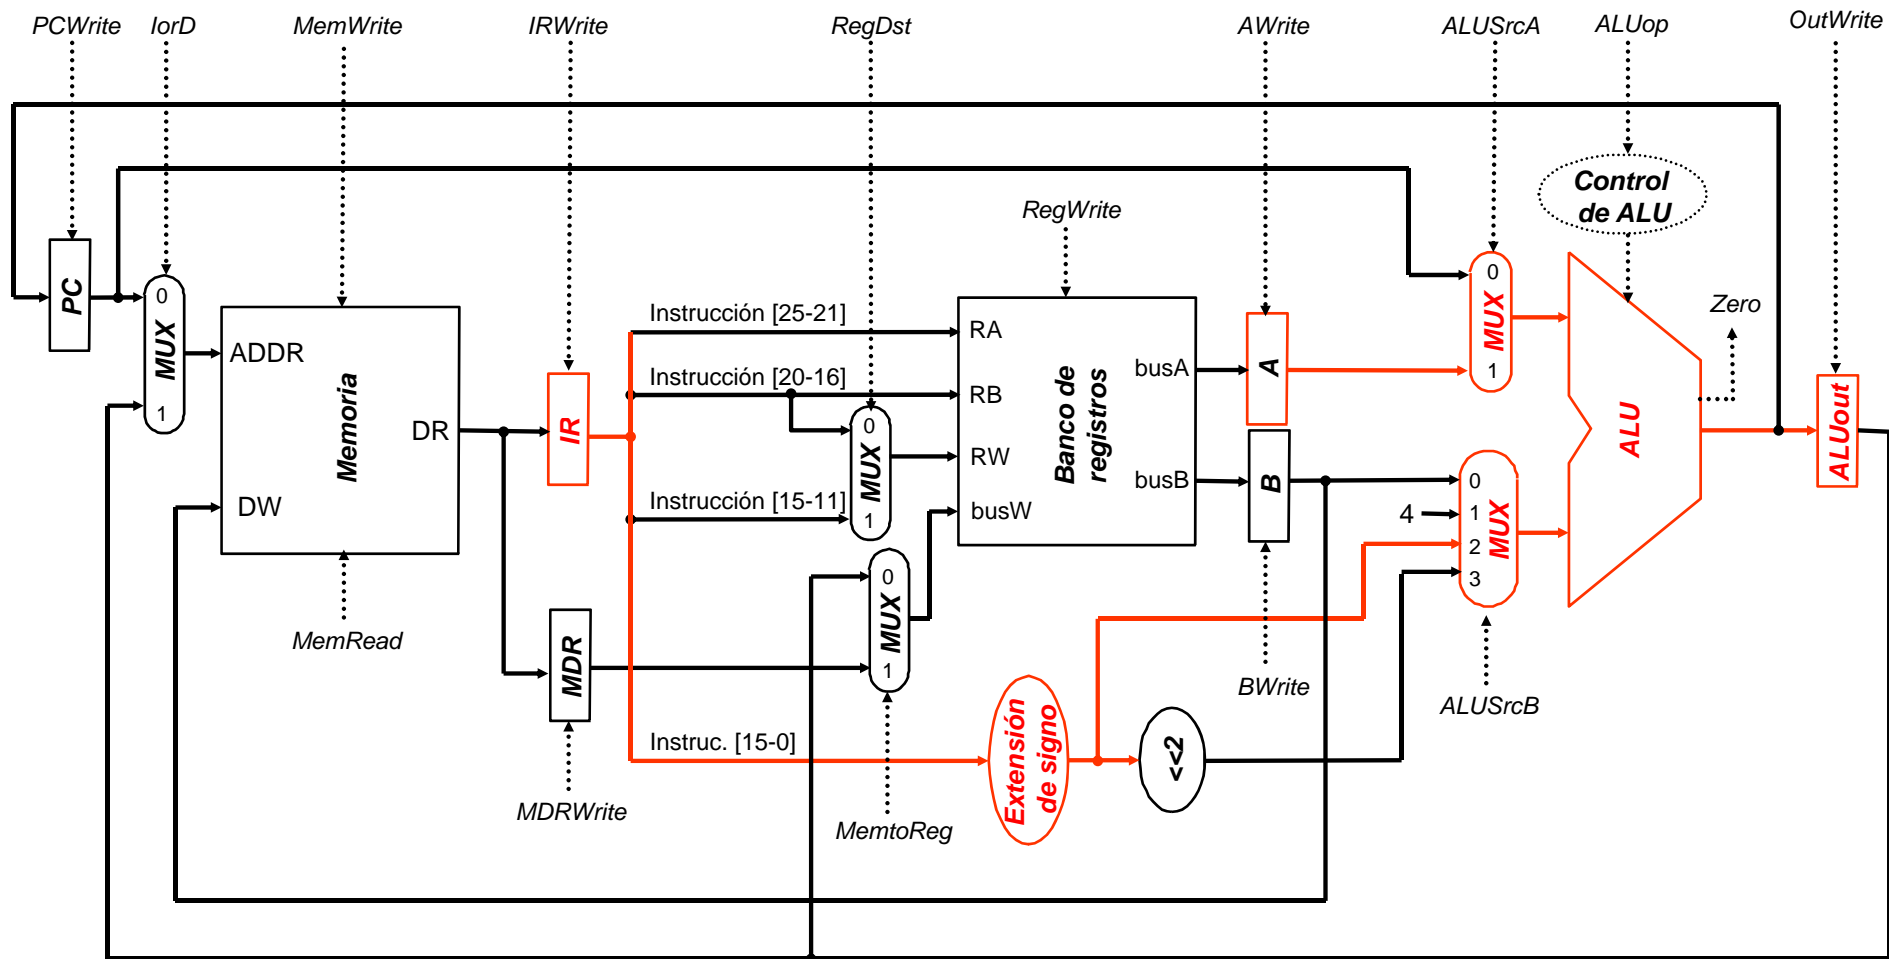 PCWrite
IorD
MemWrite
IRWrite
RegDst
AWrite
ALUSrcA
ALUop
OutWrite
Control
de ALU
RegWrite
Zero
PC
0
MUX
1
ADDR
Memoria
DR
DW
MemRead
IR
MDR
MDRWrite
Instrucción [25-21]
Instrucción [20-16]
Instrucción [15-11]
Instruc. [15-0]
0
MUX
1
0
MUX
1
MemtoReg
RA
RB
RW
busW
Banco de
registros
busA
busB
A
B
BWrite
Extensión
de signo
<<2
0
MUX
1
4
0
1
2
3
MUX
ALUSrcB
ALU
ALUout